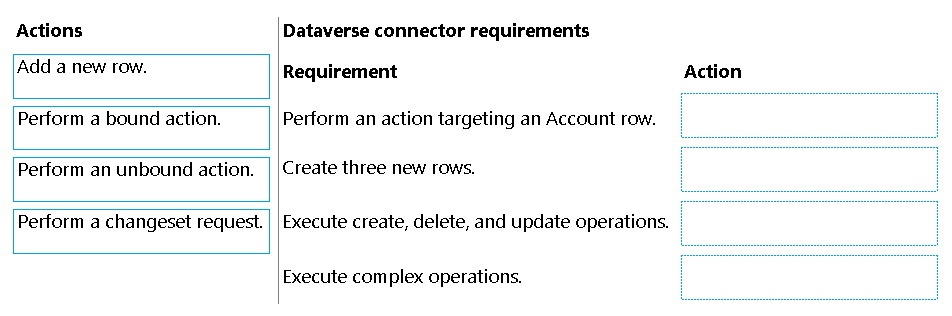 Actions
Add a new row.
Perform a bound action.
Perform an unbound action.
Perform a changeset request.
Dataverse connector requirements
Requirement Action
Perform an action targeting an Account row.
Create three new rows.
Execute create, delete, and update operations.
Execute complex operations.